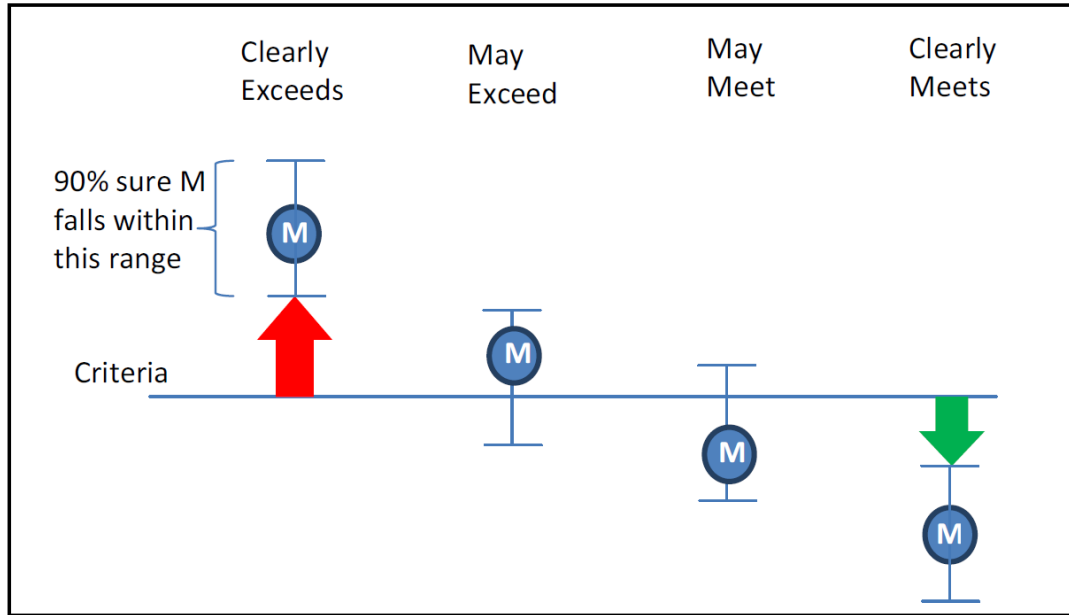 Clearly
Exceeds
May
Exceed
May
Meet
Clearly
Meets
90% sure M
falls within
this range
M
M
Criteria
M
M